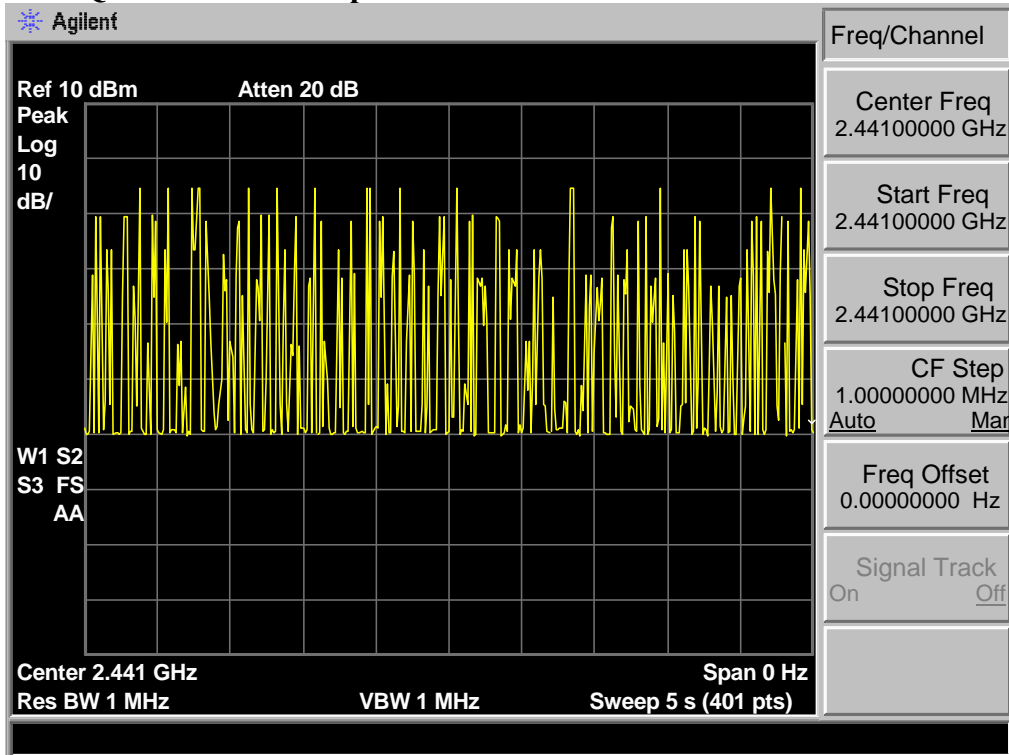 Agilent
Freq/Channel
Ref 10 dBm Atten 20 dB
Peak
Log
10
dB/
Center Freq
2.44100000 GHz
Start Freq
2.44100000 GHz
Stop Freq
2.44100000 GHz
CF Step
1.00000000 MHz
Auto Man
W1 S2
S3 FS
AA
Freq Offset
0.00000000 Hz
Signal Track
On Off
Center 2.441 GHz Span 0 Hz
Res BW 1 MHz VBW 1 MHz Sweep 5 s (401 pts)